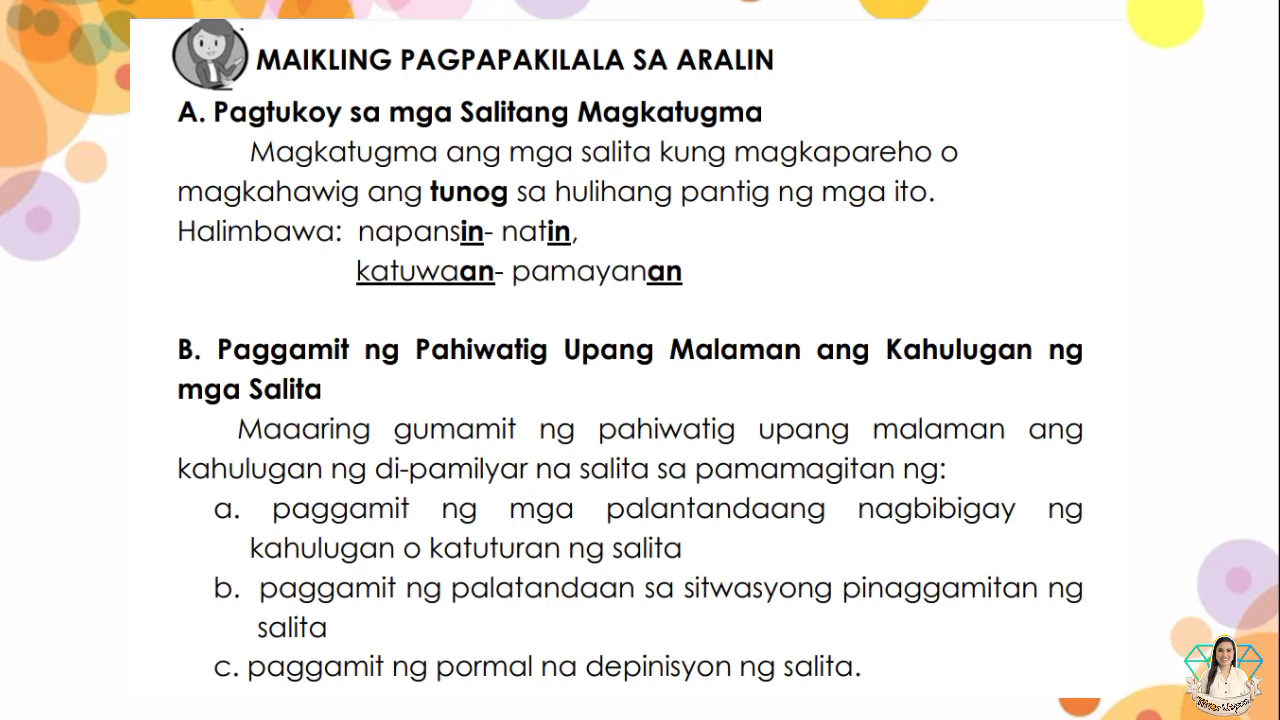 MAIKLING PAGPAPAKILALA SA ARALIN
A. Pagtukoy sa mga Salitang Magkatugma
Magkatugma ang mga salita kung magkapareho o
magkahawig ang tunog sa hulihang pantig ng mga ito.
Halimbawa: napansin- natin,
katuwaan- pamayanan
B. Paggamit ng Pahiwatig Upang Malaman ang Kahulugan ng
mga Salita
Maaaring gumamit ng pahiwatig upang malaman ang
kahulugan ng di-pamilyar na salita sa pamamagitan ng:
a. paggamit ng mga palantandaang nagbibigay ng
kahulugan o katuturan ng salita
b. paggamit ng palatandaan sa sitwasyong pinaggamitan ng
salita
c. paggamit ng pormal na depinisyon ng salita.